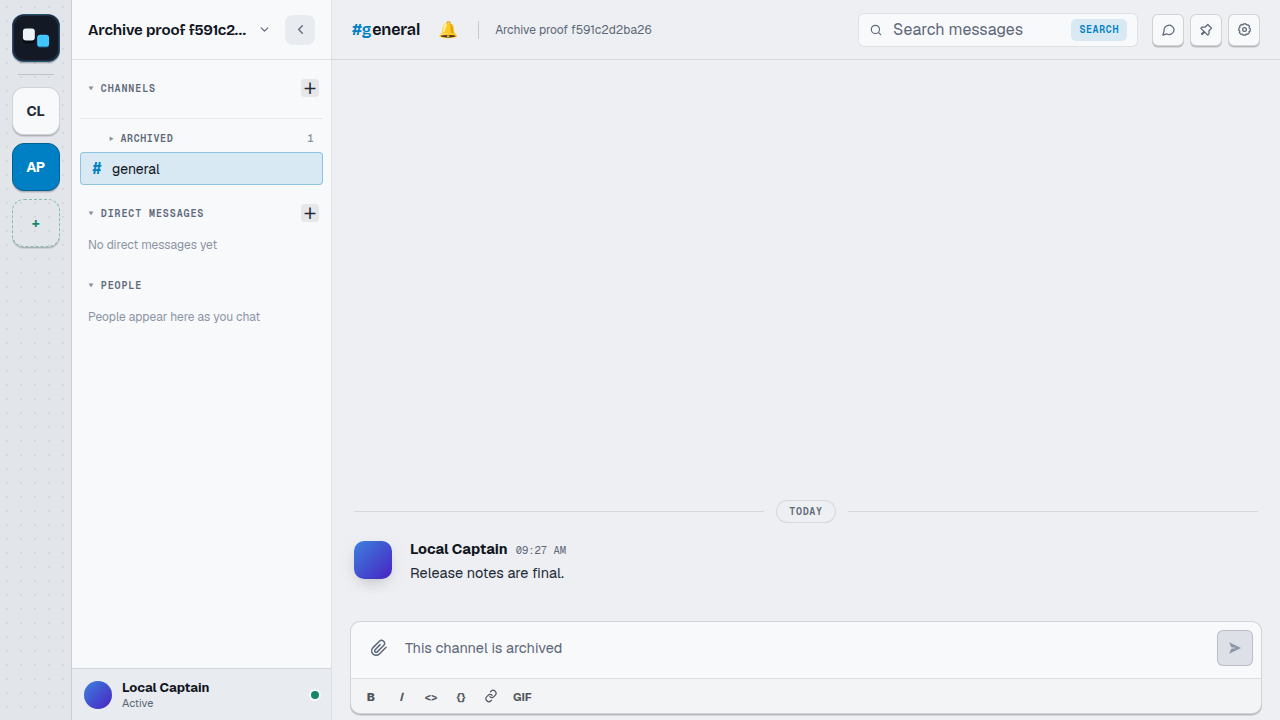 Archive proof f591c2...
#general
Archive proof f591c2d2ba26
Search messages
SEARCH
CL
AP
+
CHANNELS
ARCHIVED
1
# general
DIRECT MESSAGES
No direct messages yet
PEOPLE
People appear here as you chat
TODAY
Local Captain 09:27 AM
Release notes are final.
This channel is archived
B I <> {} GIF
Local Captain
Active